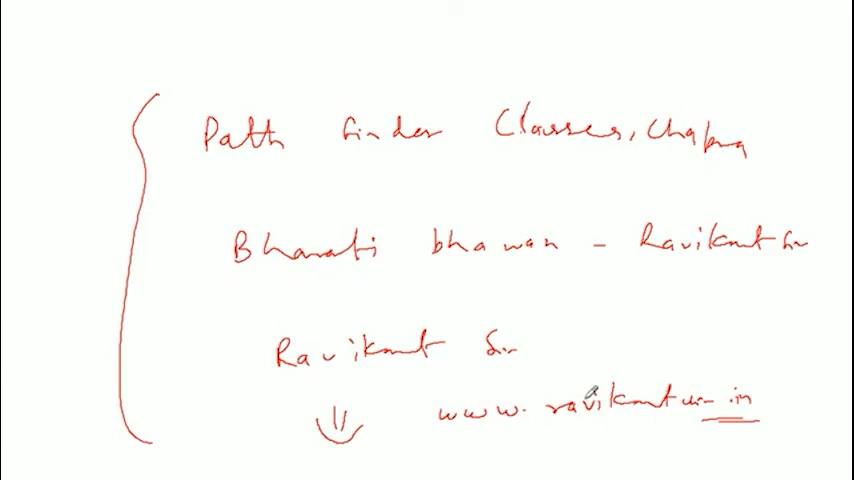 Path finder Classes, Chapra
Bharati bhawan - Ravikant Sir
Ravikant Sir
www. ravikantsir.in